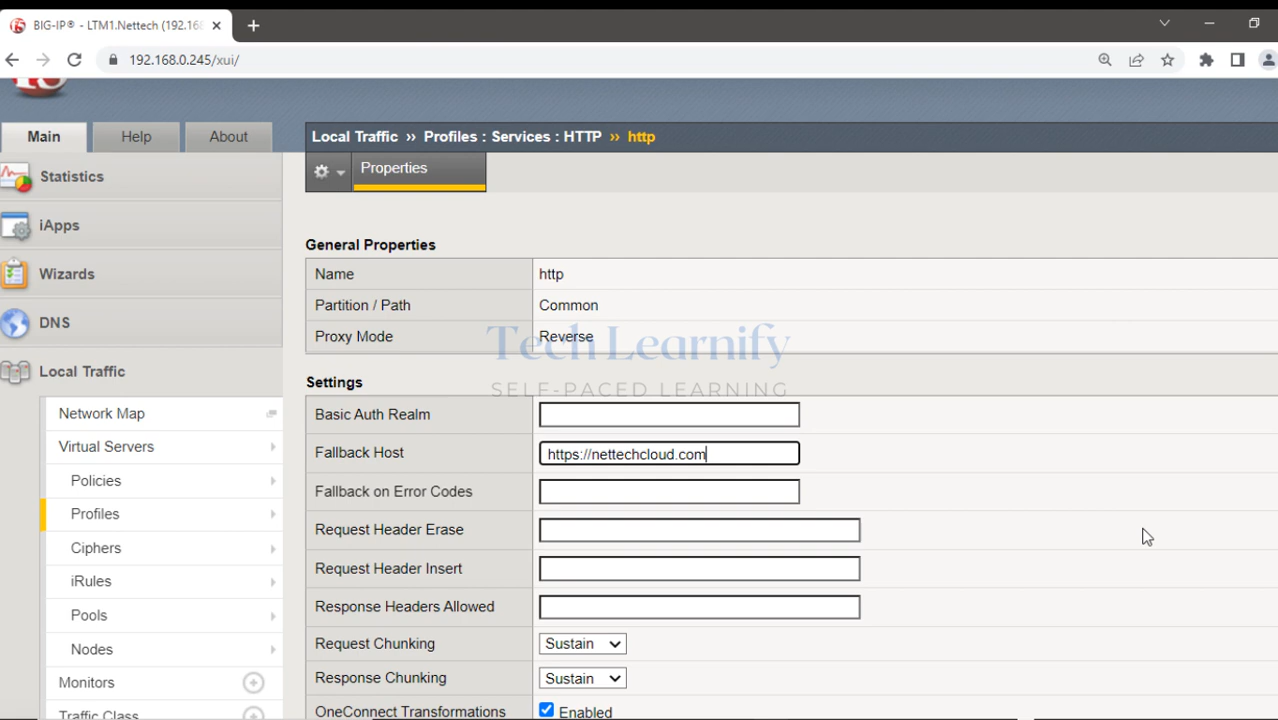 BIG-IP® - LTM1.Nettech (192.168
192.168.0.245/xui/
Main
Help
About
Local Traffic ›› Profiles : Services : HTTP ›› http
Properties
Statistics
iApps
Wizards
DNS
Local Traffic
Network Map
Virtual Servers
Policies
Profiles
Ciphers
iRules
Pools
Nodes
Monitors
Traffic Class
General Properties
Name http
Partition / Path Common
Proxy Mode Reverse
Tech Learnify
SELF-PACED LEARNING
Settings
Basic Auth Realm
Fallback Host https://nettechcloud.com
Fallback on Error Codes
Request Header Erase
Request Header Insert
Response Headers Allowed
Request Chunking Sustain
Response Chunking Sustain
OneConnect Transformations Enabled